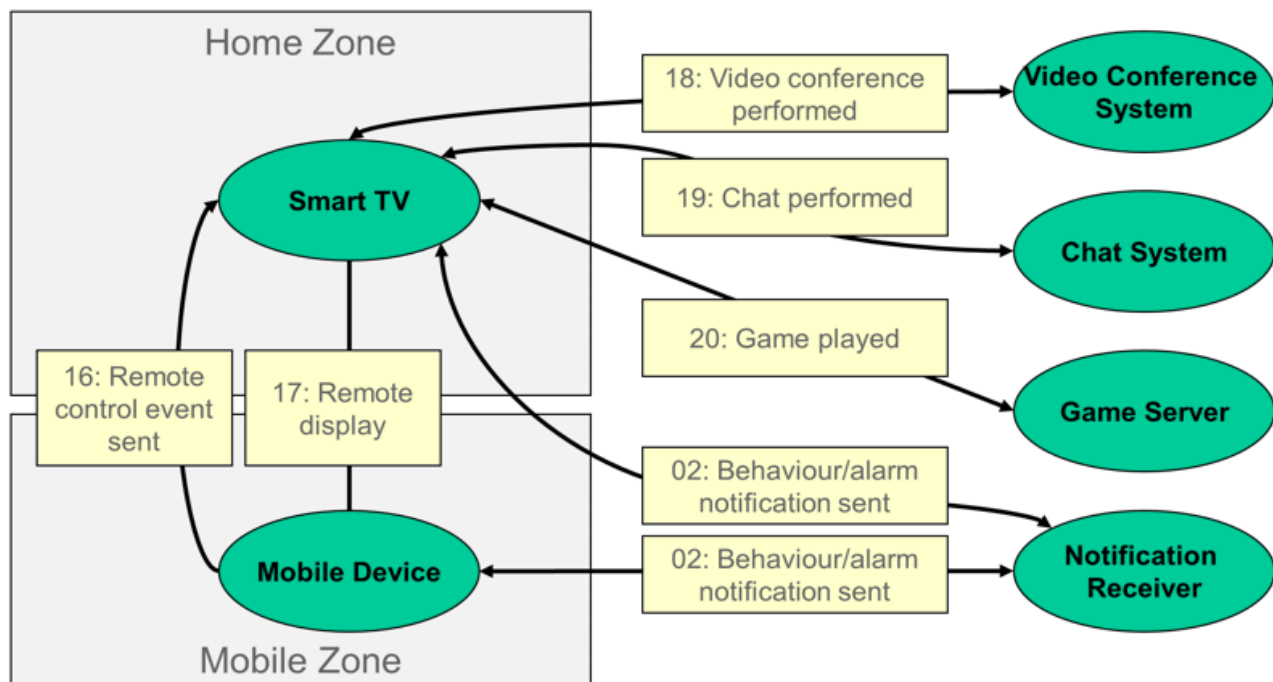 Home Zone
18: Video conference
performed
Video Conference
System
Smart TV
19: Chat performed
Chat System
20: Game played
Game Server
16: Remote
control event
sent
17: Remote
display
02: Behaviour/alarm
notification sent
02: Behaviour/alarm
notification sent
Mobile Device
Notification
Receiver
Mobile Zone